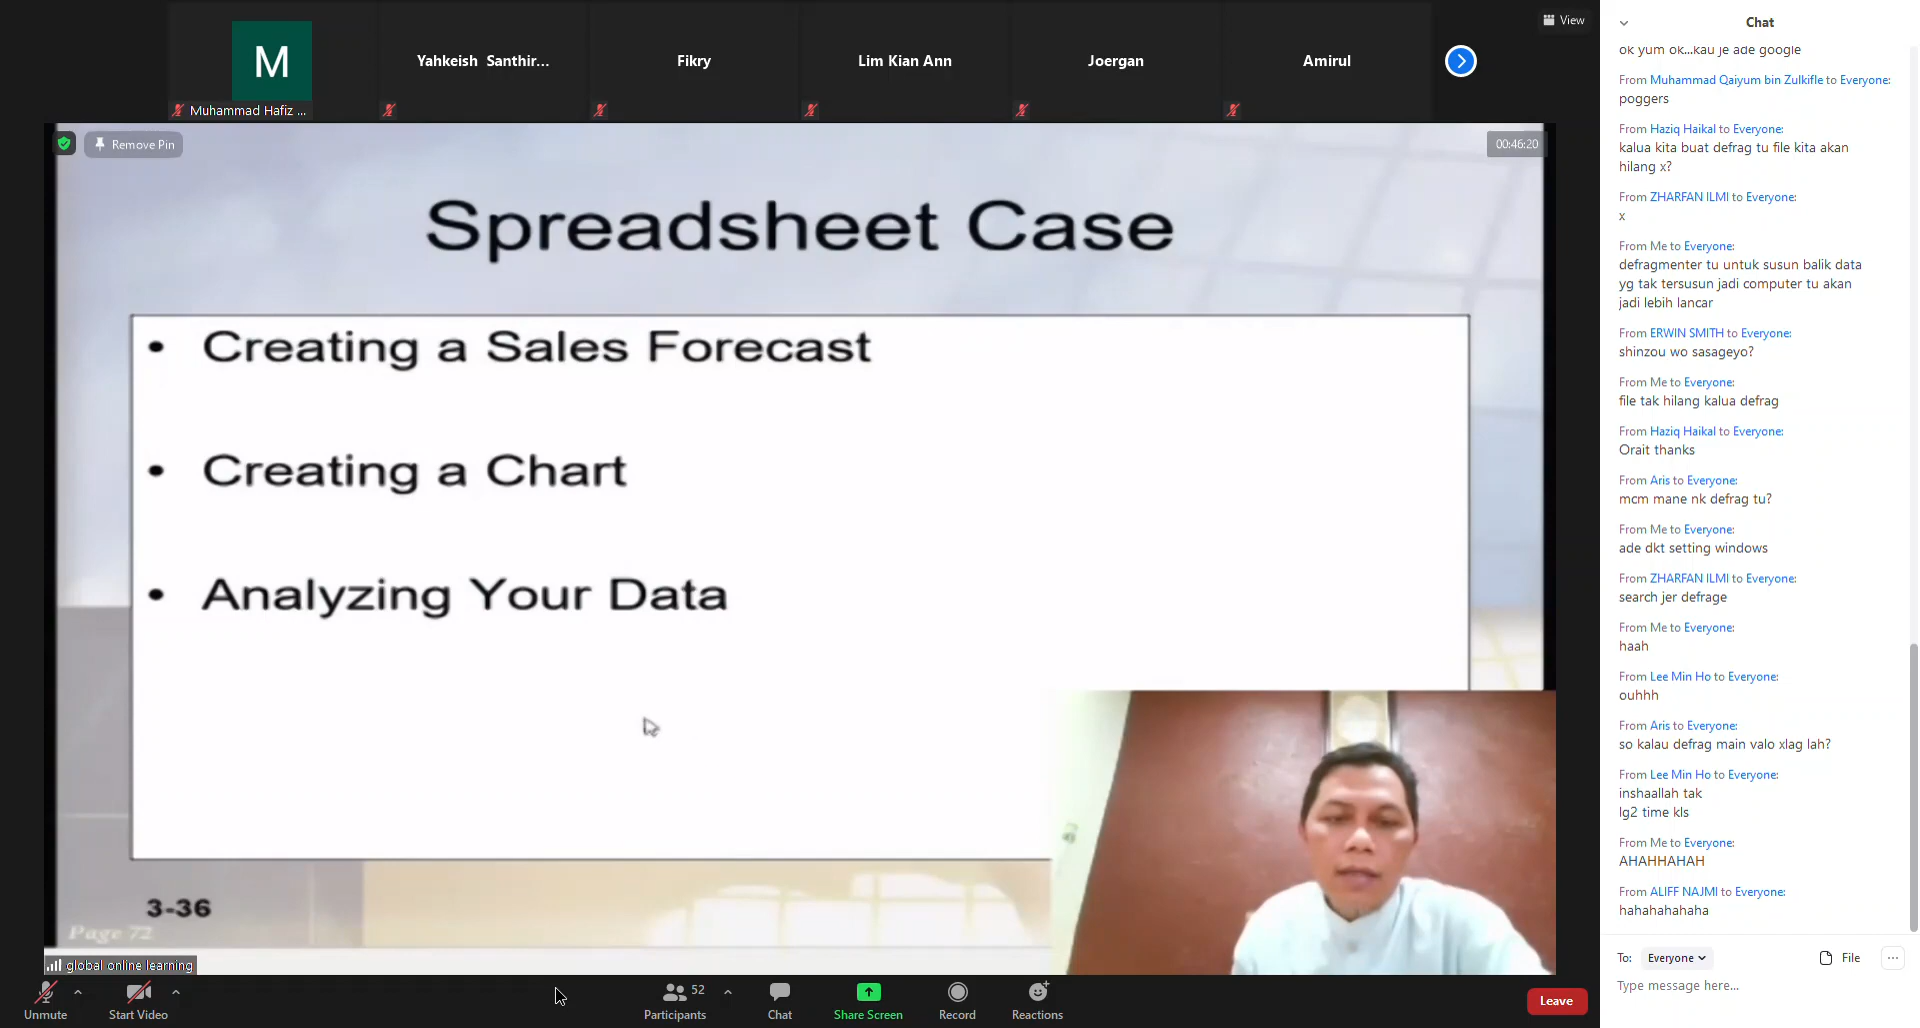 View
M
Muhammad Hafiz ...
Yahkeish Santhir...
Fikry
Lim Kian Ann
Joergan
Amirul
Remove Pin
00:46:20
Spreadsheet Case
• Creating a Sales Forecast
• Creating a Chart
• Analyzing Your Data
3-36
Page 72
global online learning
Unmute
Start Video
52
Participants
Chat
Share Screen
Record
Reactions
Leave
Chat
ok yum ok...kau je ade google
From Muhammad Qaiyum bin Zulkifle to Everyone:
poggers
From Haziq Haikal to Everyone:
kalua kita buat defrag tu file kita akan
hilang x?
From ZHARFAN ILMI to Everyone:
x
From Me to Everyone:
defragmenter tu untuk susun balik data
yg tak tersusun jadi computer tu akan
jadi lebih lancar
From ERWIN SMITH to Everyone:
shinzou wo sasageyo?
From Me to Everyone:
file tak hilang kalua defrag
From Haziq Haikal to Everyone:
Orait thanks
From Aris to Everyone:
mcm mane nk defrag tu?
From Me to Everyone:
ade dkt setting windows
From ZHARFAN ILMI to Everyone:
search jer defrage
From Me to Everyone:
haah
From Lee Min Ho to Everyone:
ouhhh
From Aris to Everyone:
so kalau defrag main valo xlag lah?
From Lee Min Ho to Everyone:
inshaallah tak
lg2 time kls
From Me to Everyone:
AHAHHAHAH
From ALIFF NAJMI to Everyone:
hahahahahaha
To: Everyone
File
Type message here...